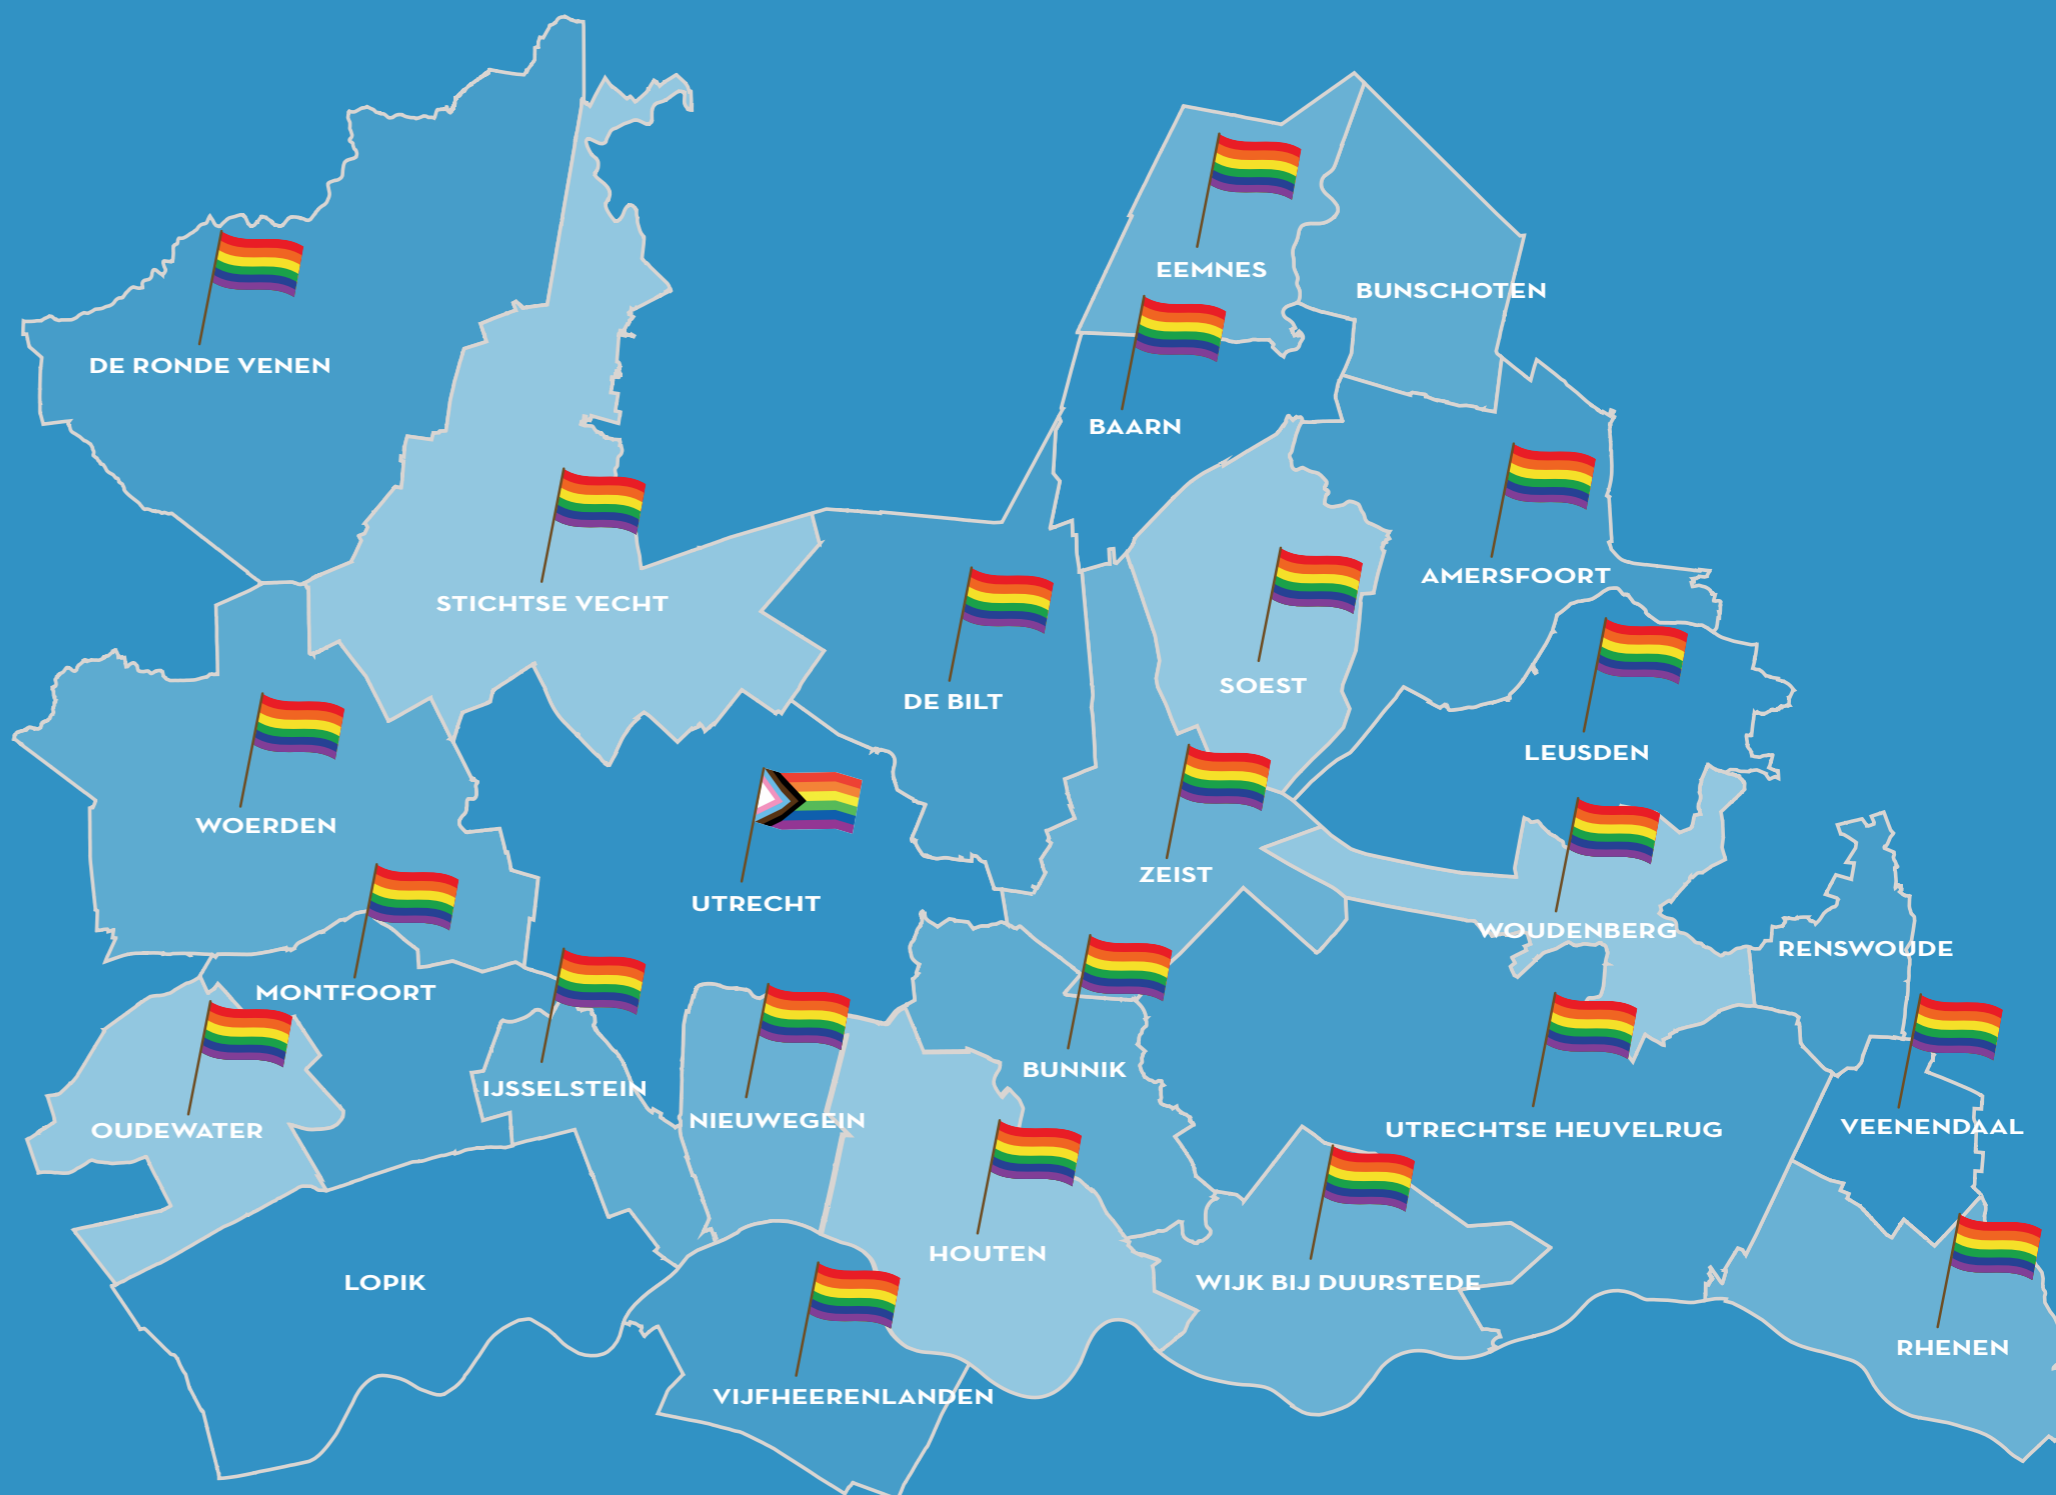 EEMNES
BUNSCHOTEN
DE RONDE VENEN
BAARN
AMERSFOORT
STICHTSE VECHT
SOEST
DE BILT
LEUSDEN
WOERDEN
ZEIST
UTRECHT
WOUDENBERG
RENSWOUDE
MONTFOORT
BUNNIK
IJSSELSTEIN
NIEUWEGEIN
VEENENDAAL
UTRECHTSE HEUVELRUG
OUDEWATER
HOUTEN
LOPIK
WIJK BIJ DUURSTEDE
RHENEN
VIJFHEERENLANDEN